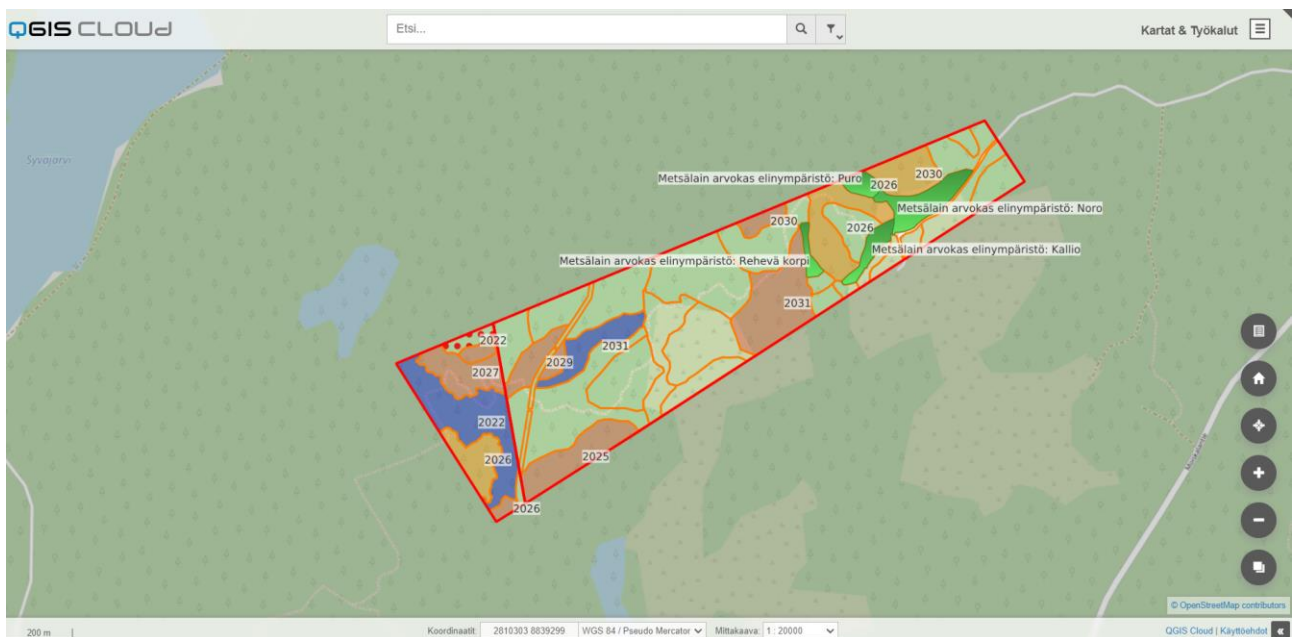 QGIS CLOUD
Etsi...
Kartat & Työkalut
Syväjärvi
Metsälain arvokas elinympäristö: Puro
2026
2030
Metsälain arvokas elinympäristö: Noro
2030
2026
Metsälain arvokas elinympäristö: Kallio
Metsälain arvokas elinympäristö: Rehevä korpi
2031
2022
2031
2029
2027
2022
2026
2025
2026
© OpenStreetMap contributors
200 m
Koordinaatit: 2810303 8839299 WGS 84 / Pseudo Mercator Mittakaava: 1 : 20000
QGIS Cloud | Käyttöehdot